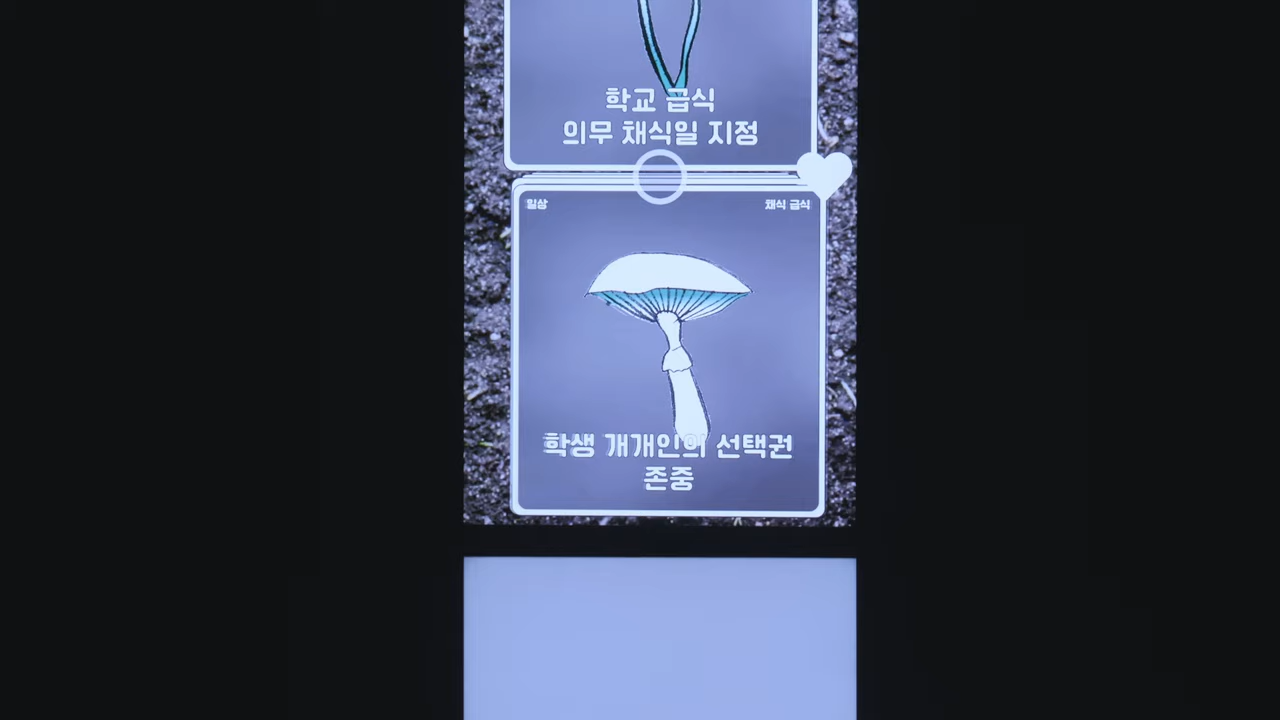 학교 급식
의무 채식일 지정
일상
채식 급식
학생 개개인의 선택권
존중